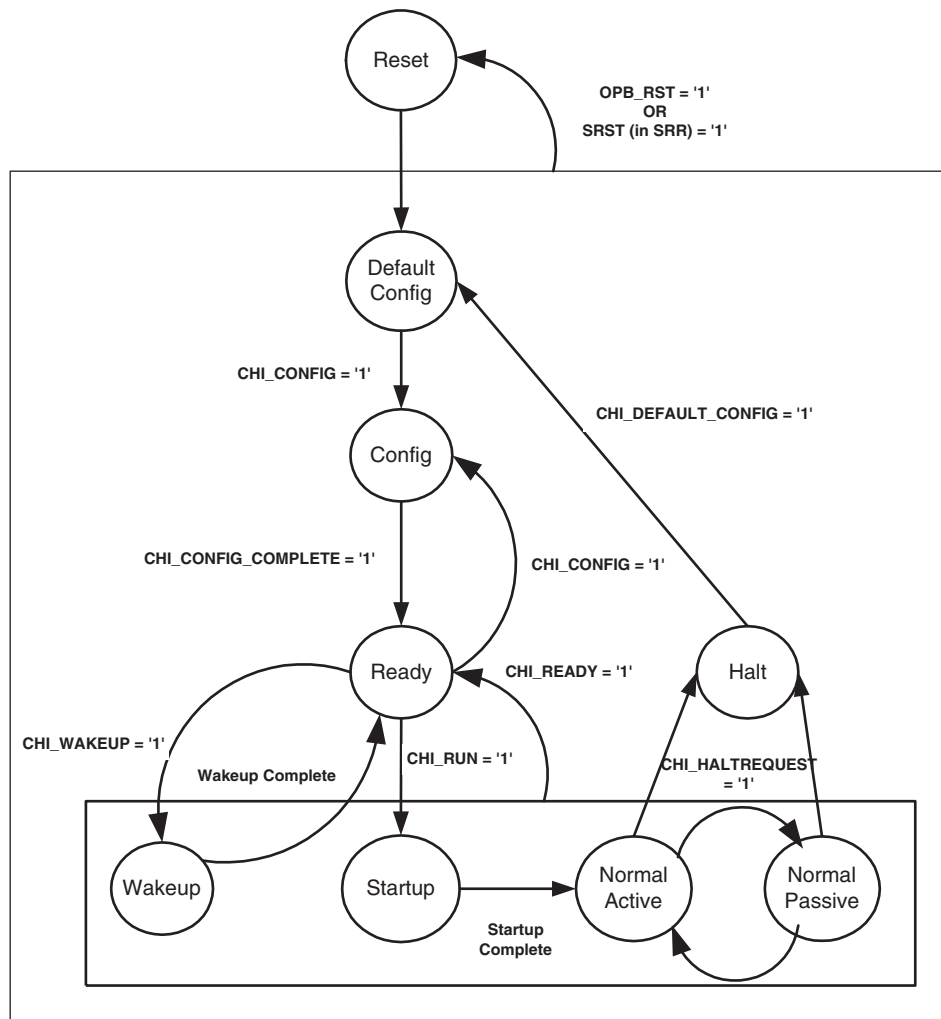 Reset
OPB_RST = '1'
OR
SRST (in SRR) = '1'
Default
Config
CHI_CONFIG = '1'
CHI_DEFAULT_CONFIG = '1'
Config
CHI_CONFIG_COMPLETE = '1'
CHI_CONFIG = '1'
Ready
CHI_READY = '1'
Halt
CHI_WAKEUP = '1'
Wakeup Complete
CHI_RUN = '1'
CHI_HALTREQUEST
= '1'
Wakeup
Startup
Normal
Active
Normal
Passive
Startup
Complete